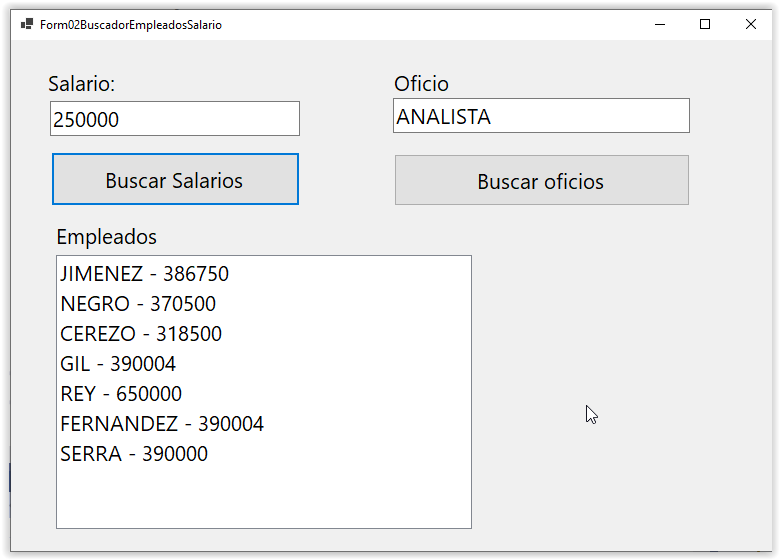 Form02BuscadorEmpleadosSalario
Salario:
250000
Buscar Salarios
Oficio
ANALISTA
Buscar oficios
Empleados
JIMENEZ - 386750
NEGRO - 370500
CEREZO - 318500
GIL - 390004
REY - 650000
FERNANDEZ - 390004
SERRA - 390000